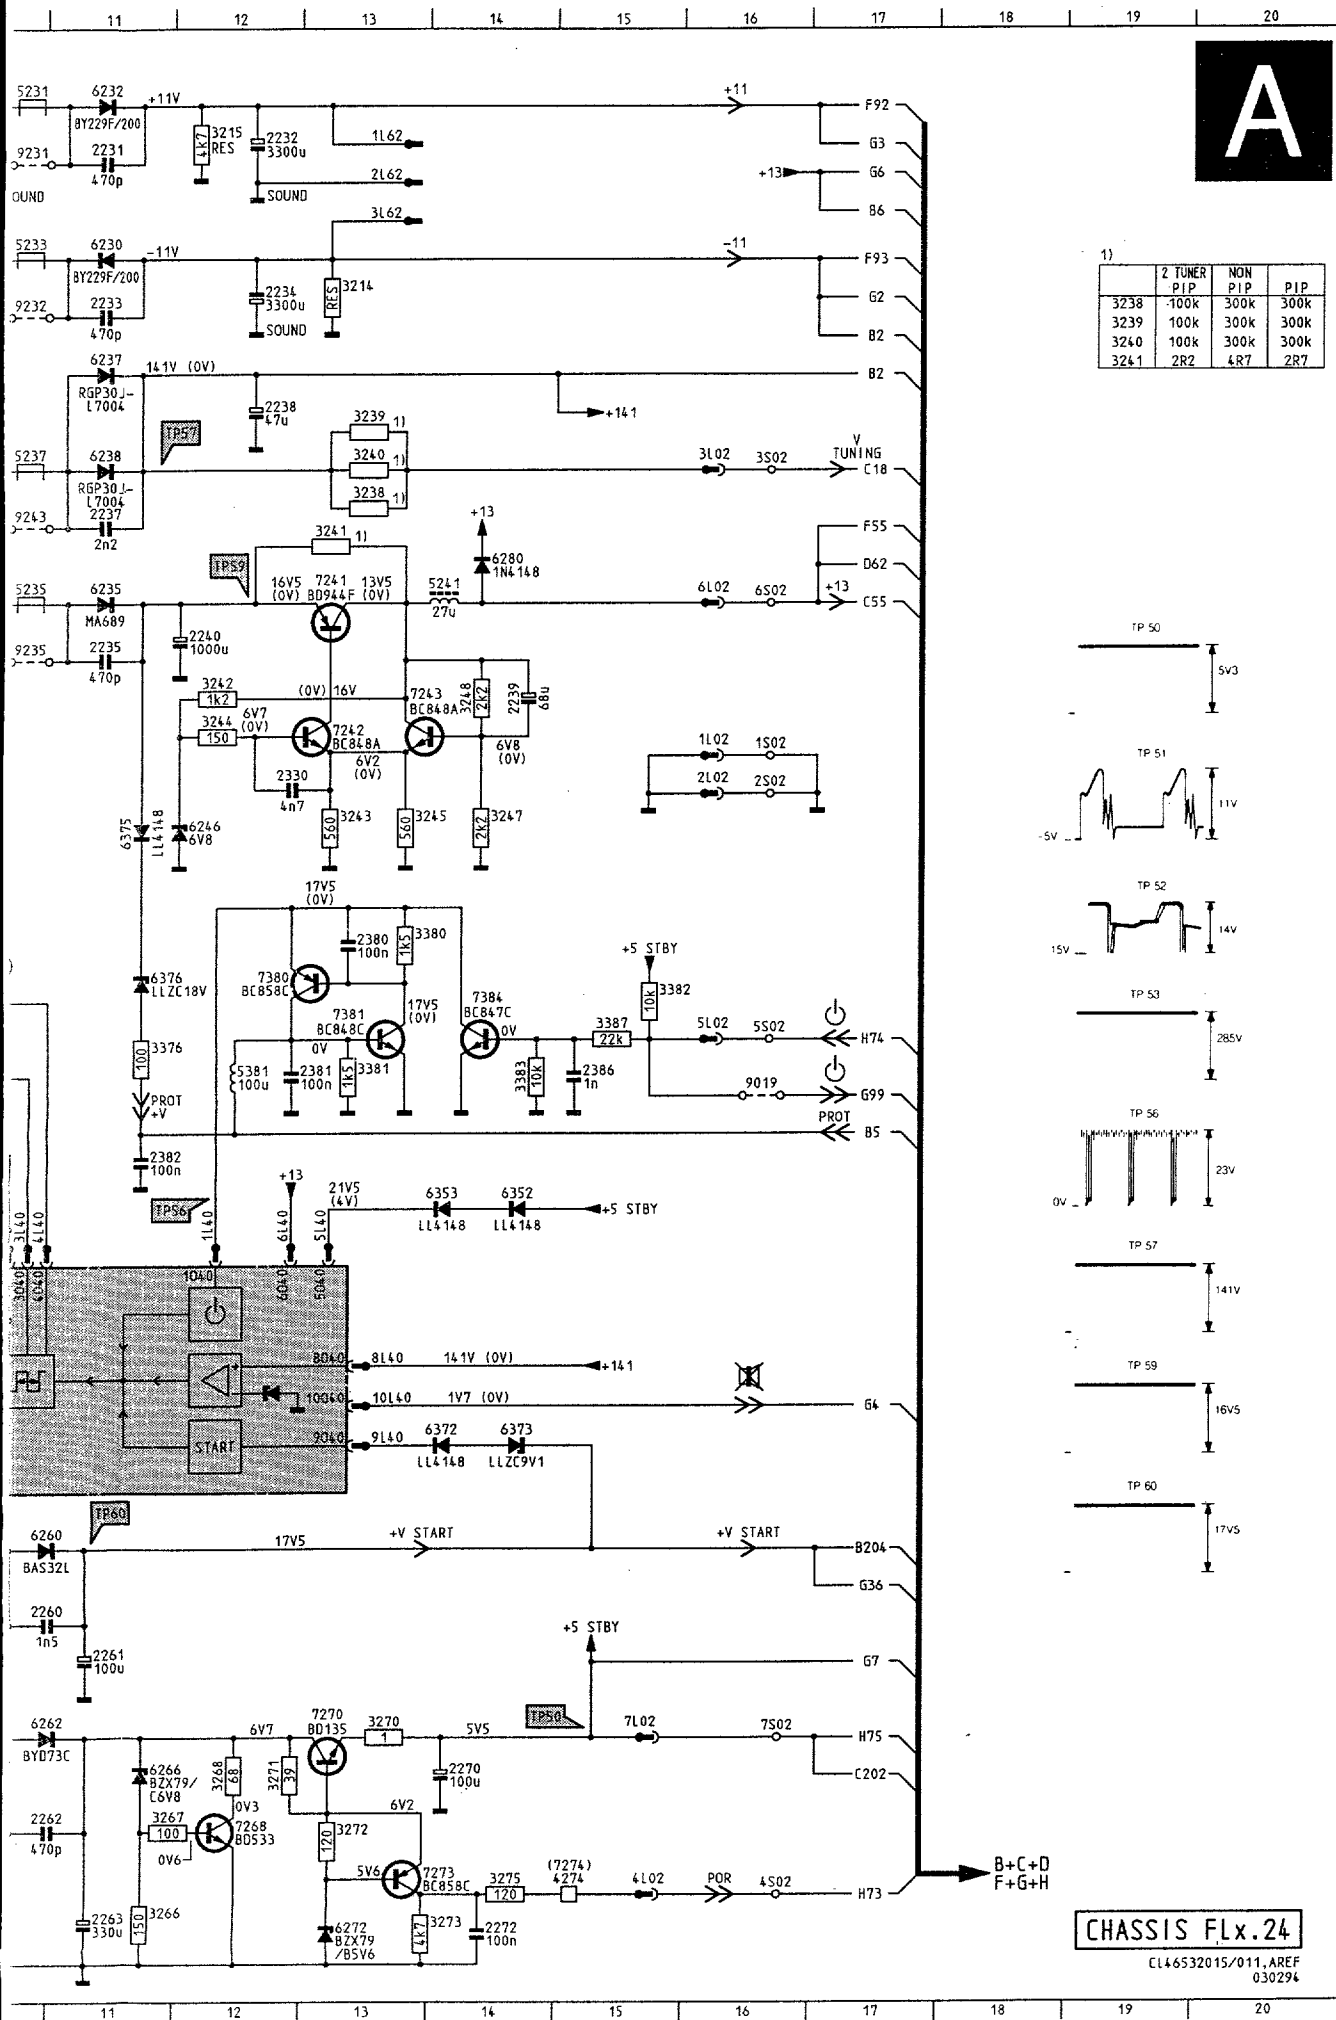 11 12 13 14 15 16 17 18 19 20
A
5231
6232
BY229F/200
+11V
9231
2231
470p
OUND
3215
4k7
RES
2232
3300u
SOUND
1L62
2L62
3L62
+11
F92
G3
+13
G6
B6
5233
6230
BY229F/200
-11V
9232
2233
470p
2234
3300u
SOUND
RES
3214
-11
F93
G2
B2
1)
2 TUNER PIP NON PIP PIP
3238 100k 300k 300k
3239 100k 300k 300k
3240 100k 300k 300k
3241 2R2 4R7 2R7
6237
RGP30J-
L7004
141V (0V)
2238
47u
+141
B2
TP57
5237
6238
RGP30J-
L7004
9243
2237
2n2
3239 1)
3240 1)
3238 1)
3L02 3S02
V
TUNING
C18
3241 1)
TP59
+13
6280
1N4148
F55
D62
+13
C55
5235
6235
MA689
9235
2235
470p
16V5
(0V)
7241
BD944F
13V5
(0V)
5241
27u
6L02 6S02
2240
1000u
3242
1k2
(0V) 16V
3244
150
6V7
(0V)
7242
BC848A
6V2
(0V)
7243
BC848A
3248
2k2
2239
68u
6V8
(0V)
2330
4n7
6375
LL4148
6246
6V8
560
3243
560
3245
2k2
3247
1L02 1S02
2L02 2S02
TP 50
5V3
TP 51
11V
-5V
TP 52
14V
15V
TP 53
285V
TP 56
23V
0V
TP 57
141V
TP 59
16V5
TP 60
17V5
17V5
(0V)
2380
100n
3380
1k5
7380
BC858C
6376
LLZC18V
7381
BC848C
17V5
(0V)
0V
7384
BC847C
0V
+5 STBY
10k
3382
3387
22k
5L02 5S02
H74
3376
100
5381
100u
2381
100n
1k5
3381
3383
10k
2386
1n
9019
G99
PROT
+V
PROT
B5
2382
100n
TP56
+13
21V5
(4V)
6353
LL4148
6352
LL4148
+5 STBY
3L40
4L40
1L40
6L40
5L40
3040
4040
1040
6040
5040
8040
8L40
141V (0V)
+141
10040
10L40
1V7 (0V)
G4
START
9040
9L40
6372
LL4148
6373
LLZC9V1
TP60
6260
BAS32L
17V5
+V START
+V START
B204
G36
2260
1n5
2261
100u
+5 STBY
G7
TP50
6262
BYD73C
6V7
7270
BD135
3270
1
5V5
7L02 7S02
H75
C202
6266
BZX79/
C6V8
3268
68
3271
39
2270
100u
2262
470p
3267
100
0V3
7268
BD533
0V6
6V2
120
3272
5V6
7273
BC858C
3275
120
(7274)
4274
4L02
POR
4S02
H73
2263
330u
150
3266
6272
BZX79
/B5V6
4k7
3273
2272
100n
B+C+D
F+G+H
CHASSIS FLx.24
CL46532015/011,AREF
030294
11 12 13 14 15 16 17 18 19 20